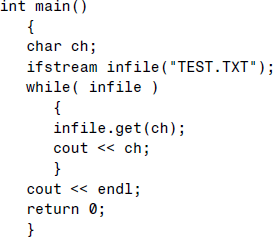 int main()
{
char ch;
ifstream infile("TEST.TXT");
while( infile )
{
infile.get(ch);
cout << ch;
}
cout << endl;
return 0;
}